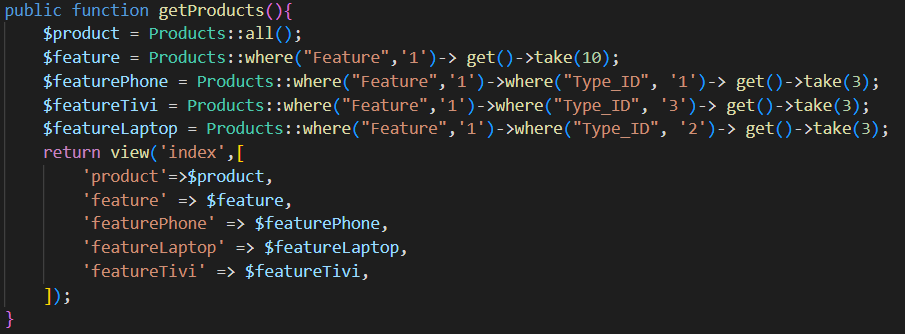 public function getProducts(){
    $product = Products::all();
    $feature = Products::where("Feature",'1')-> get()->take(10);
    $featurePhone = Products::where("Feature",'1')->where("Type_ID", '1')-> get()->take(3);
    $featureTivi = Products::where("Feature",'1')->where("Type_ID", '3')-> get()->take(3);
    $featureLaptop = Products::where("Feature",'1')->where("Type_ID", '2')-> get()->take(3);
    return view('index',[
        'product'=>$product,
        'feature' => $feature,
        'featurePhone' => $featurePhone,
        'featureLaptop' => $featureLaptop,
        'featureTivi' => $featureTivi,
    ]);
}